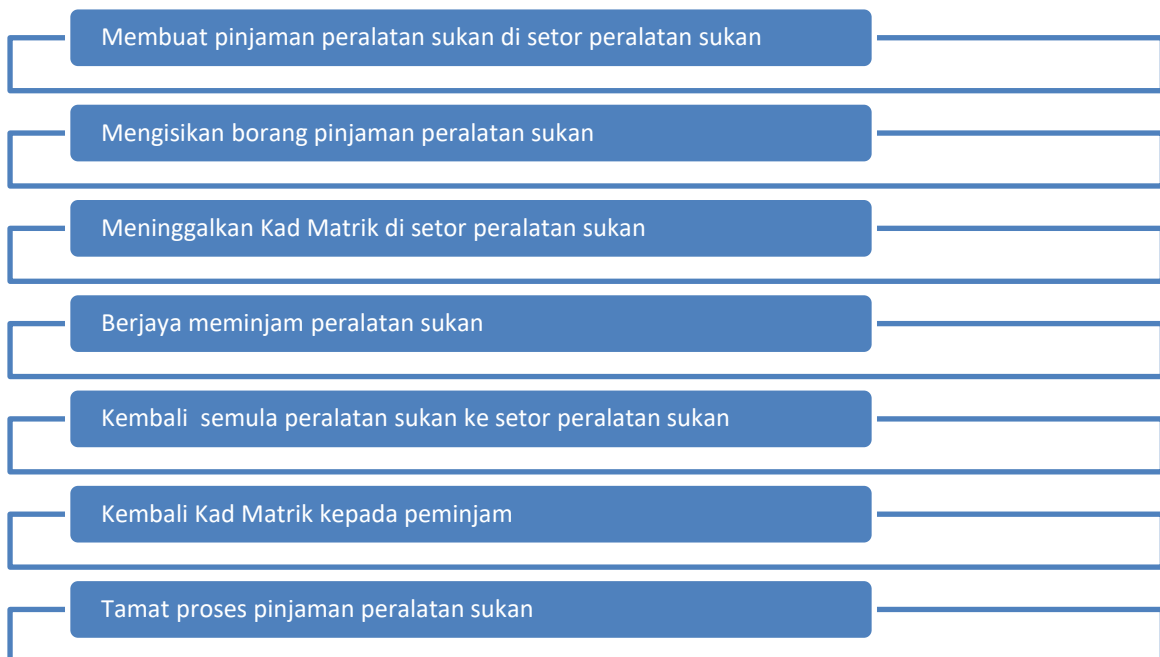 Membuat pinjaman peralatan sukan di setor peralatan sukan
Mengisikan borang pinjaman peralatan sukan
Meninggalkan Kad Matrik di setor peralatan sukan
Berjaya meminjam peralatan sukan
Kembali  semula peralatan sukan ke setor peralatan sukan
Kembali Kad Matrik kepada peminjam
Tamat proses pinjaman peralatan sukan